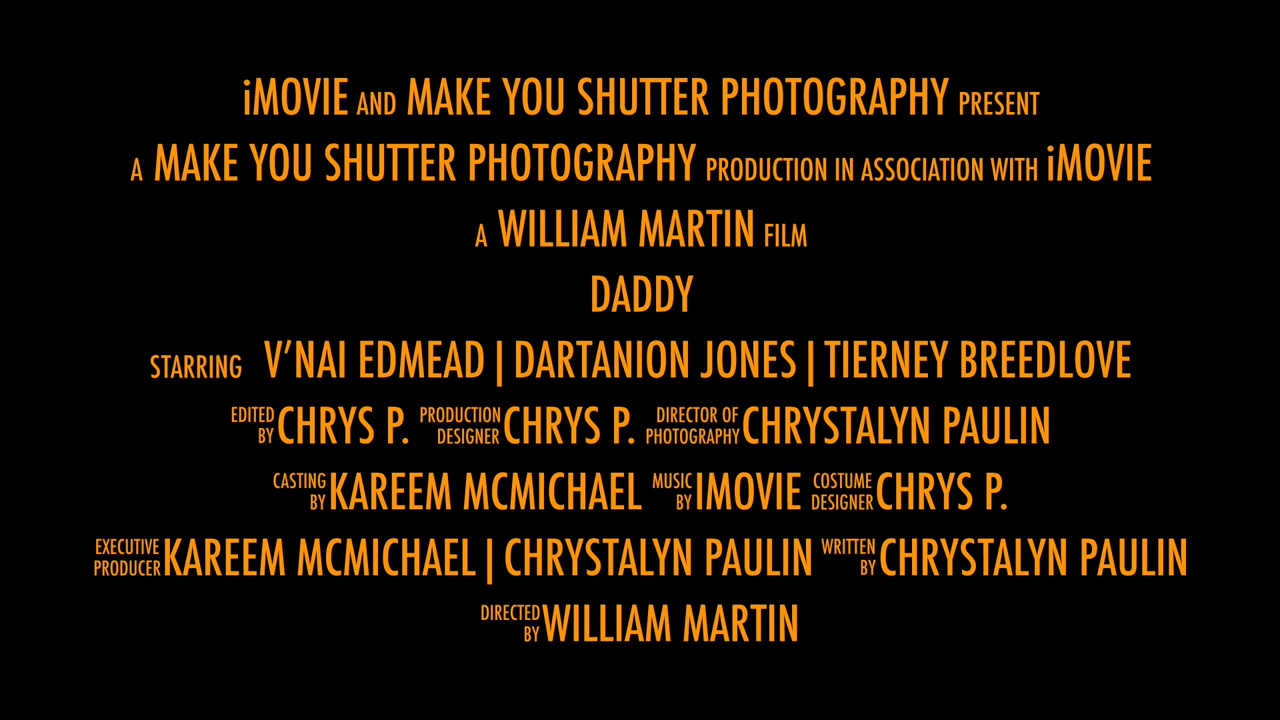 iMOVIE AND MAKE YOU SHUTTER PHOTOGRAPHY PRESENT
A MAKE YOU SHUTTER PHOTOGRAPHY PRODUCTION IN ASSOCIATION WITH iMOVIE
A WILLIAM MARTIN FILM
DADDY
STARRING V'NAI EDMEAD | DARTANION JONES | TIERNEY BREEDLOVE
EDITED BY CHRYS P. PRODUCTION DESIGNER CHRYS P. DIRECTOR OF PHOTOGRAPHY CHRYSTALYN PAULIN
CASTING BY KAREEM MCMICHAEL MUSIC BY IMOVIE COSTUME DESIGNER CHRYS P.
EXECUTIVE PRODUCER KAREEM MCMICHAEL | CHRYSTALYN PAULIN WRITTEN BY CHRYSTALYN PAULIN
DIRECTED BY WILLIAM MARTIN